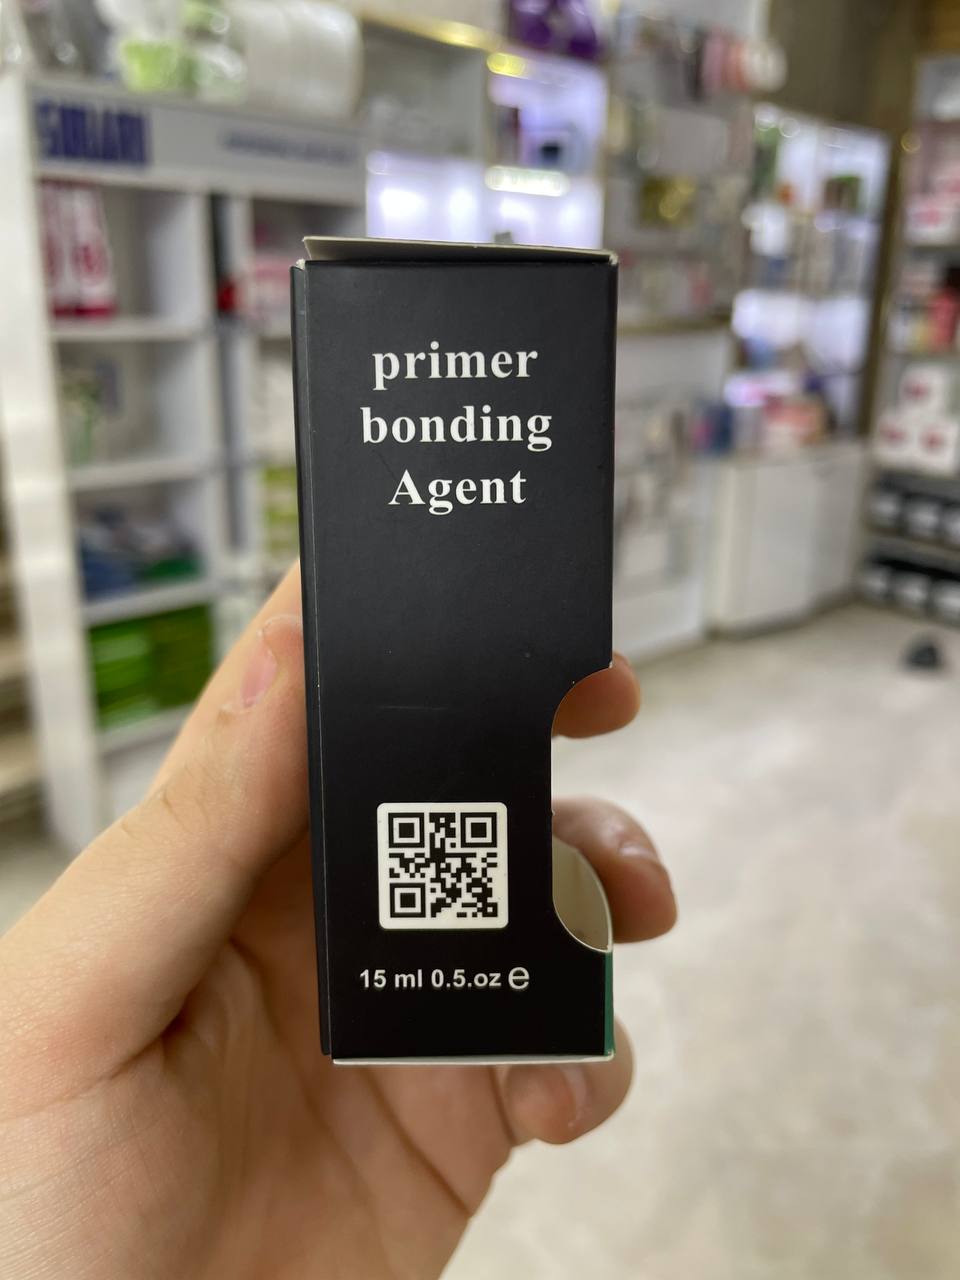 primer
bonding
Agent
15 ml 0.5.oz e